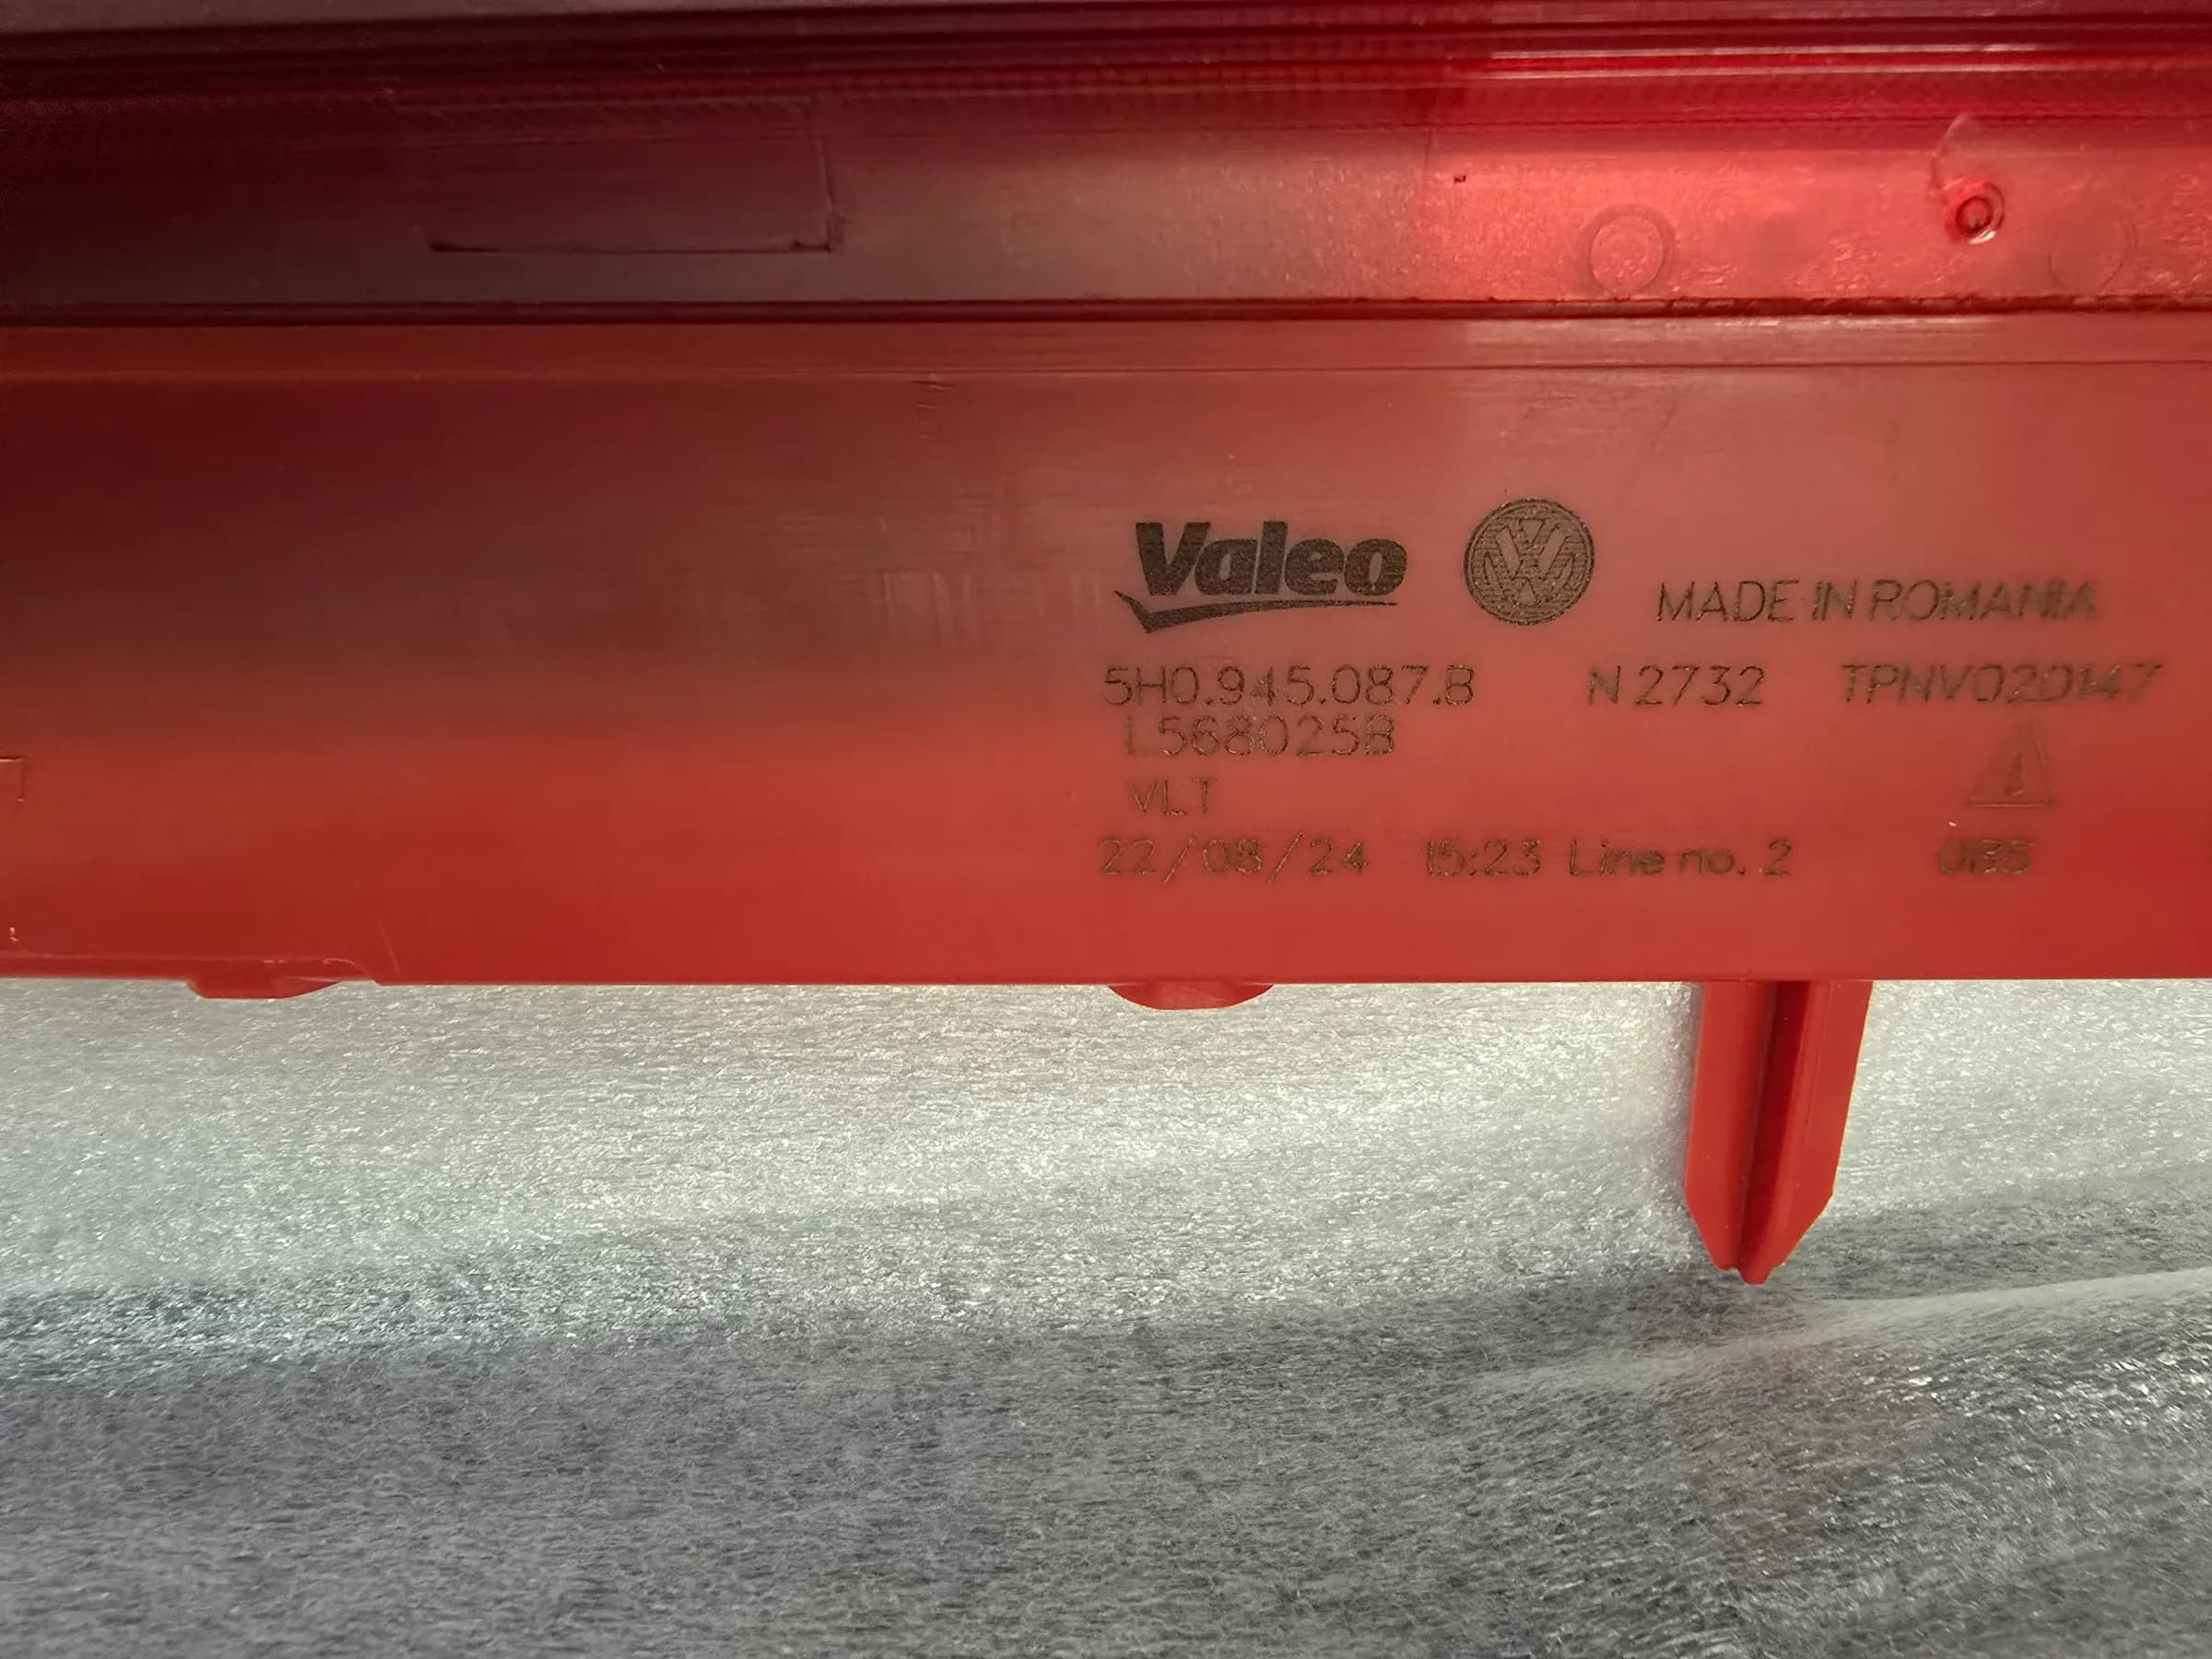 Valeo
MADE IN ROMANIA
5H0.945.087.B N 2732 TPNV020147
L568025B
VLT
22/08/24 15:23 Line no. 2 085